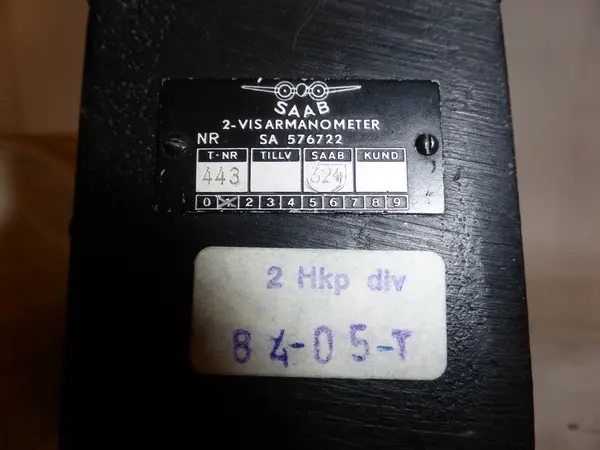 SAAB
2-VISARMANOMETER
NR SA 576722
T-NR TILLV SAAB KUND
443 324
0 1 2 3 4 5 6 7 8 9
2 Hkp div
84-05-T